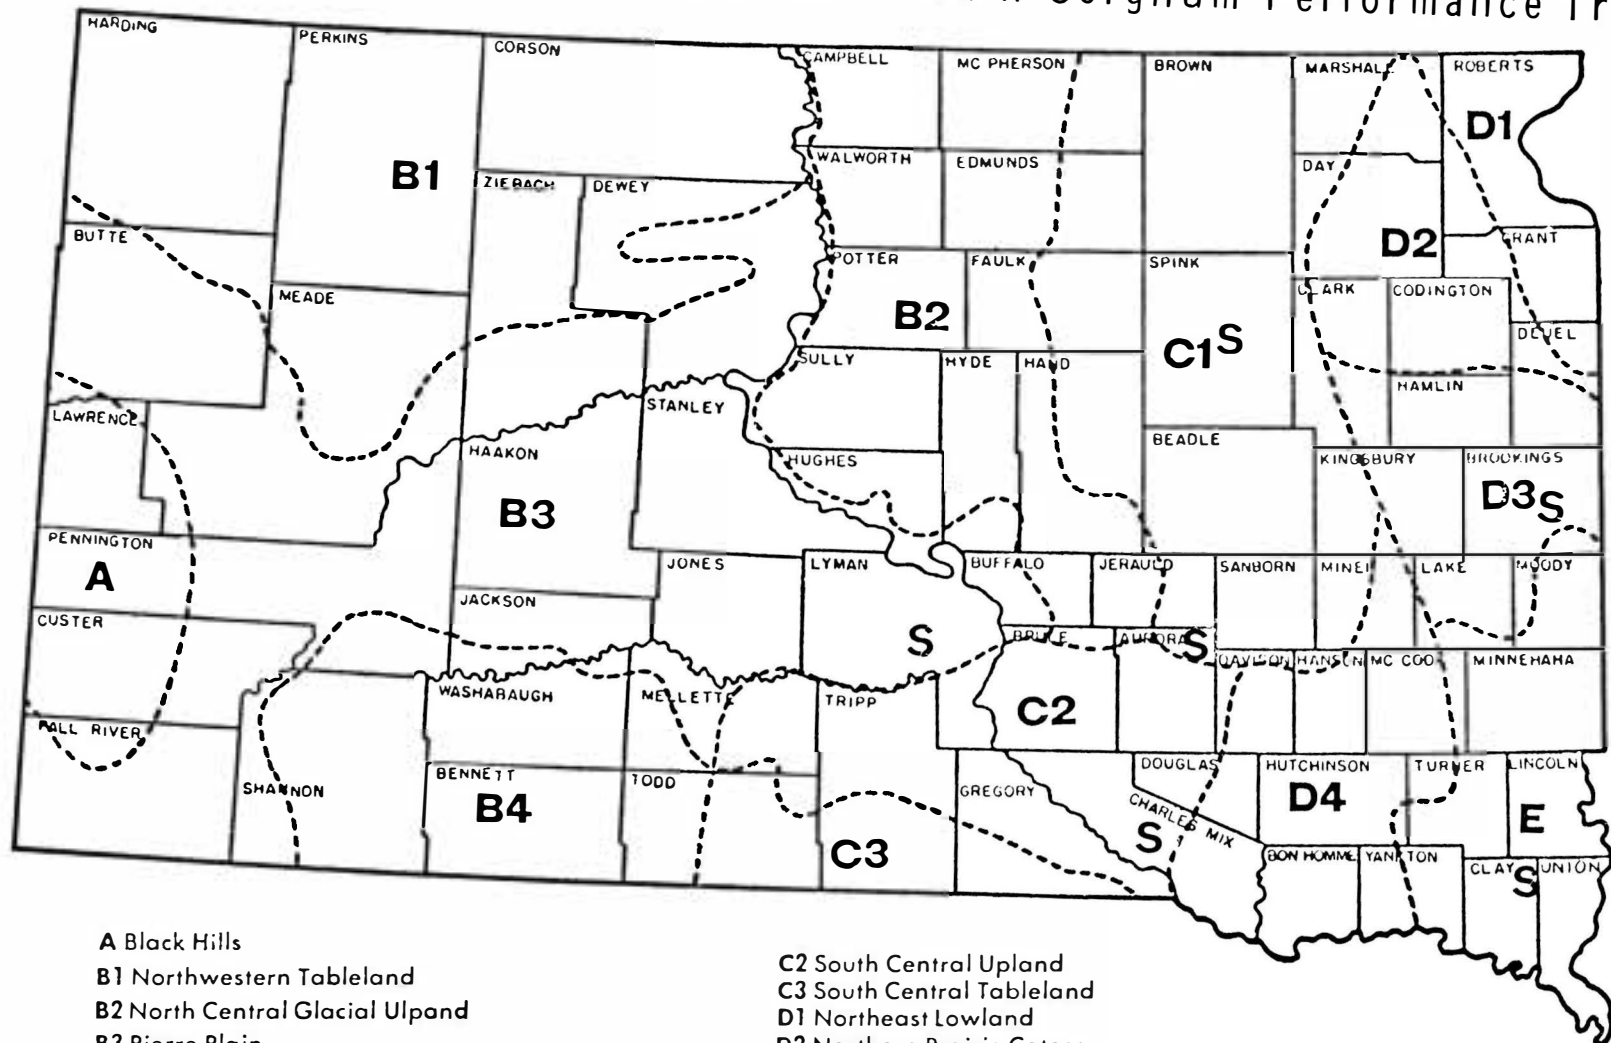 Sorghum Performance Tr
HARDING
PERKINS
CORSON
CAMPBELL
MC PHERSON
BROWN
MARSHALL
ROBERTS
D1
B1
ZIEBACH
DEWEY
WALWORTH
EDMUNDS
DAY
BUTTE
D2
GRANT
MEADE
POTTER
FAULK
SPINK
CLARK
CODINGTON
B2
C1 S
DEUEL
SULLY
HYDE
HAND
HAMLIN
LAWRENCE
STANLEY
HAAKON
HUGHES
BEADLE
KINGSBURY
BROOKINGS
B3
D3 S
PENNINGTON
A
JONES
LYMAN
BUFFALO
JERAULD
SANBORN
MINER
LAKE
MOODY
JACKSON
CUSTER
S
BRULE
AURORA
S
DAVISON
HANSON
MC COOK
MINNEHAHA
WASHABAUGH
MELLETTE
TRIPP
C2
FALL RIVER
SHANNON
BENNETT
TODD
B4
GREGORY
DOUGLAS
HUTCHINSON
TURNER
LINCOLN
CHARLES MIX
D4
S
E
C3
BON HOMME
YANKTON
CLAY
S
UNION
A Black Hills
B1 Northwestern Tableland
B2 North Central Glacial Ulpand
B3 Pierre Plain
C2 South Central Upland
C3 South Central Tableland
D1 Northeast Lowland